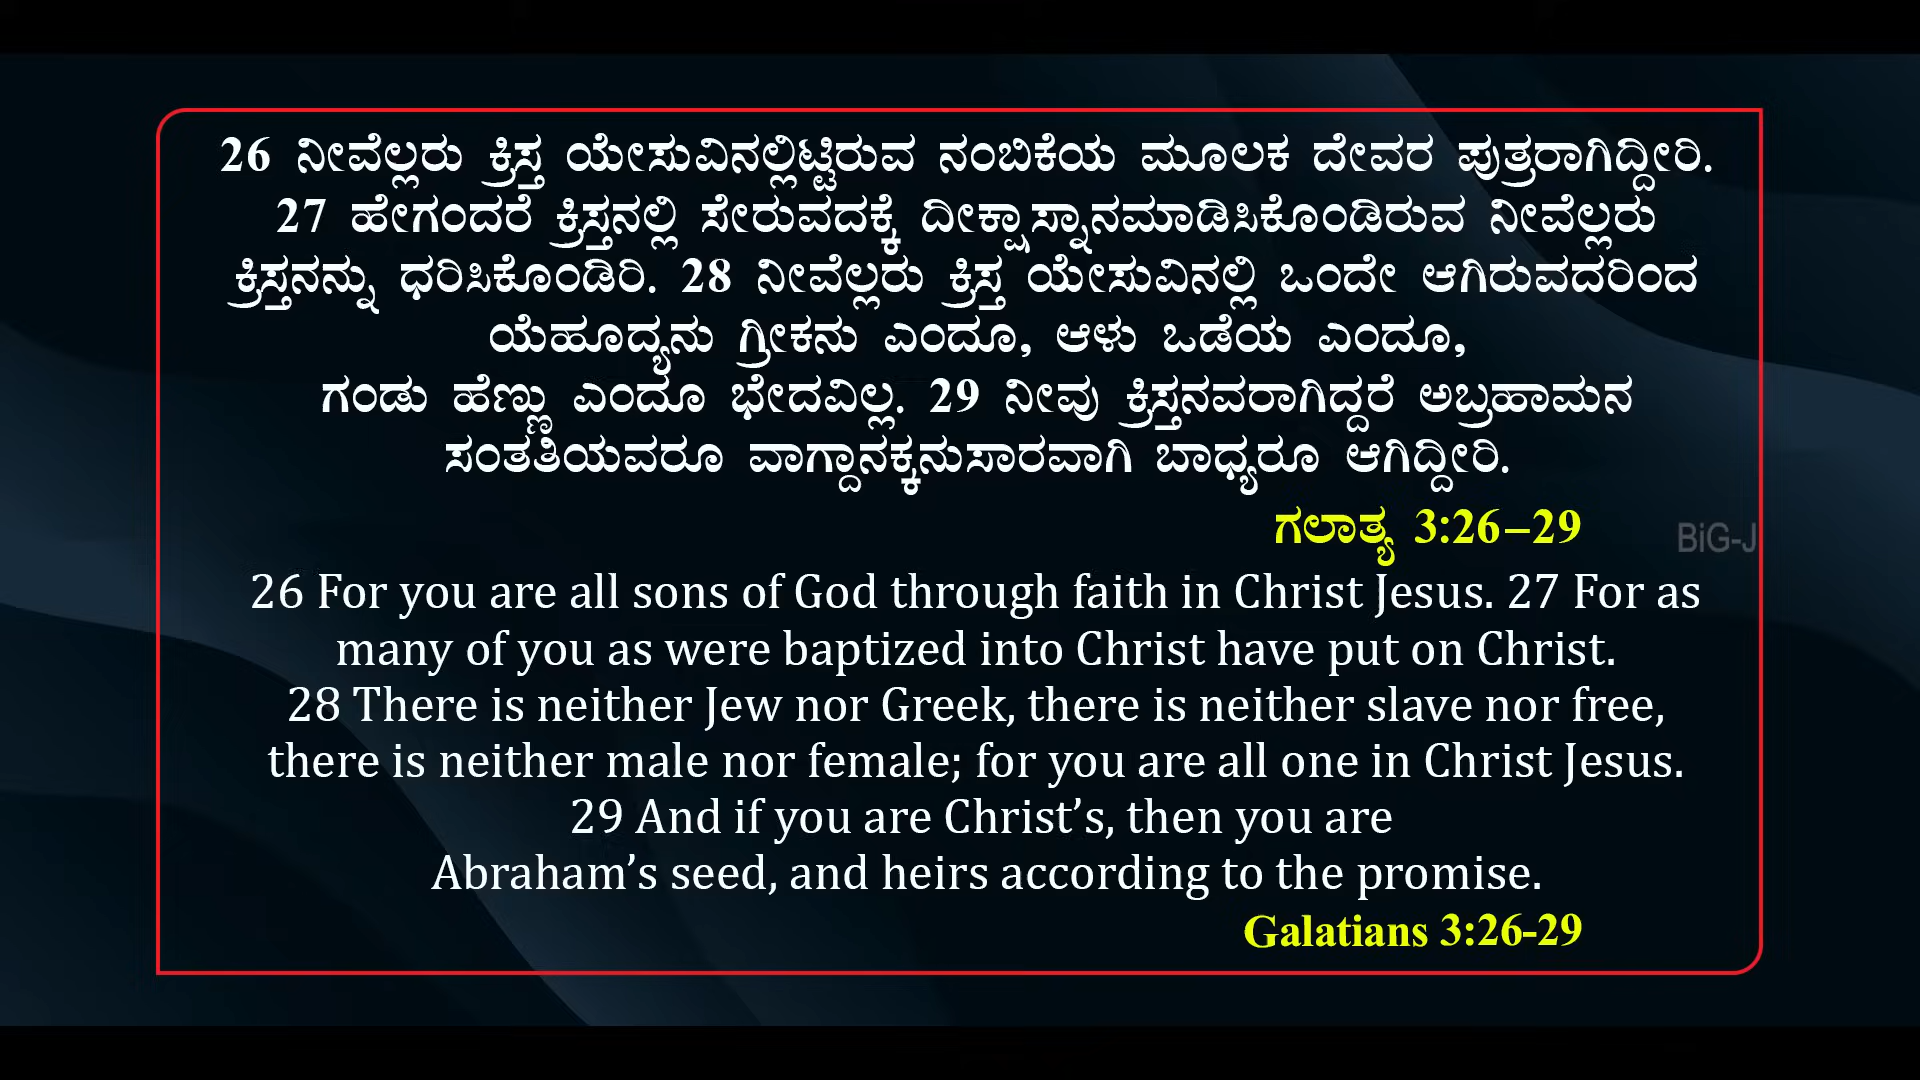 26 ನೀವೆಲ್ಲರು ಕ್ರಿಸ್ತ ಯೇಸುವಿನಲ್ಲಿಟ್ಟಿರುವ ನಂಬಿಕೆಯ ಮೂಲಕ ದೇವರ ಪುತ್ರರಾಗಿದ್ದೀರಿ.
27 ಹೇಗಂದರೆ ಕ್ರಿಸ್ತನಲ್ಲಿ ಸೇರುವದಕ್ಕೆ ದೀಕ್ಷಾಸ್ನಾನಮಾಡಿಸಿಕೊಂಡಿರುವ ನೀವೆಲ್ಲರು
ಕ್ರಿಸ್ತನನ್ನು ಧರಿಸಿಕೊಂಡಿರಿ. 28 ನೀವೆಲ್ಲರು ಕ್ರಿಸ್ತ ಯೇಸುವಿನಲ್ಲಿ ಒಂದೇ ಆಗಿರುವದರಿಂದ
ಯೆಹೂದ್ಯನು ಗ್ರೀಕನು ಎಂದೂ, ಆಳು ಒಡೆಯ ಎಂದೂ,
ಗಂಡು ಹೆಣ್ಣು ಎಂದೂ ಭೇದವಿಲ್ಲ. 29 ನೀವು ಕ್ರಿಸ್ತನವರಾಗಿದ್ದರೆ ಅಬ್ರಹಾಮನ
ಸಂತತಿಯವರೂ ವಾಗ್ದಾನಕ್ಕನುಸಾರವಾಗಿ ಬಾಧ್ಯರೂ ಆಗಿದ್ದೀರಿ.
ಗಲಾತ್ಯ 3:26–29
BiG-J
26 For you are all sons of God through faith in Christ Jesus. 27 For as
many of you as were baptized into Christ have put on Christ.
28 There is neither Jew nor Greek, there is neither slave nor free,
there is neither male nor female; for you are all one in Christ Jesus.
29 And if you are Christ’s, then you are
Abraham’s seed, and heirs according to the promise.
Galatians 3:26-29